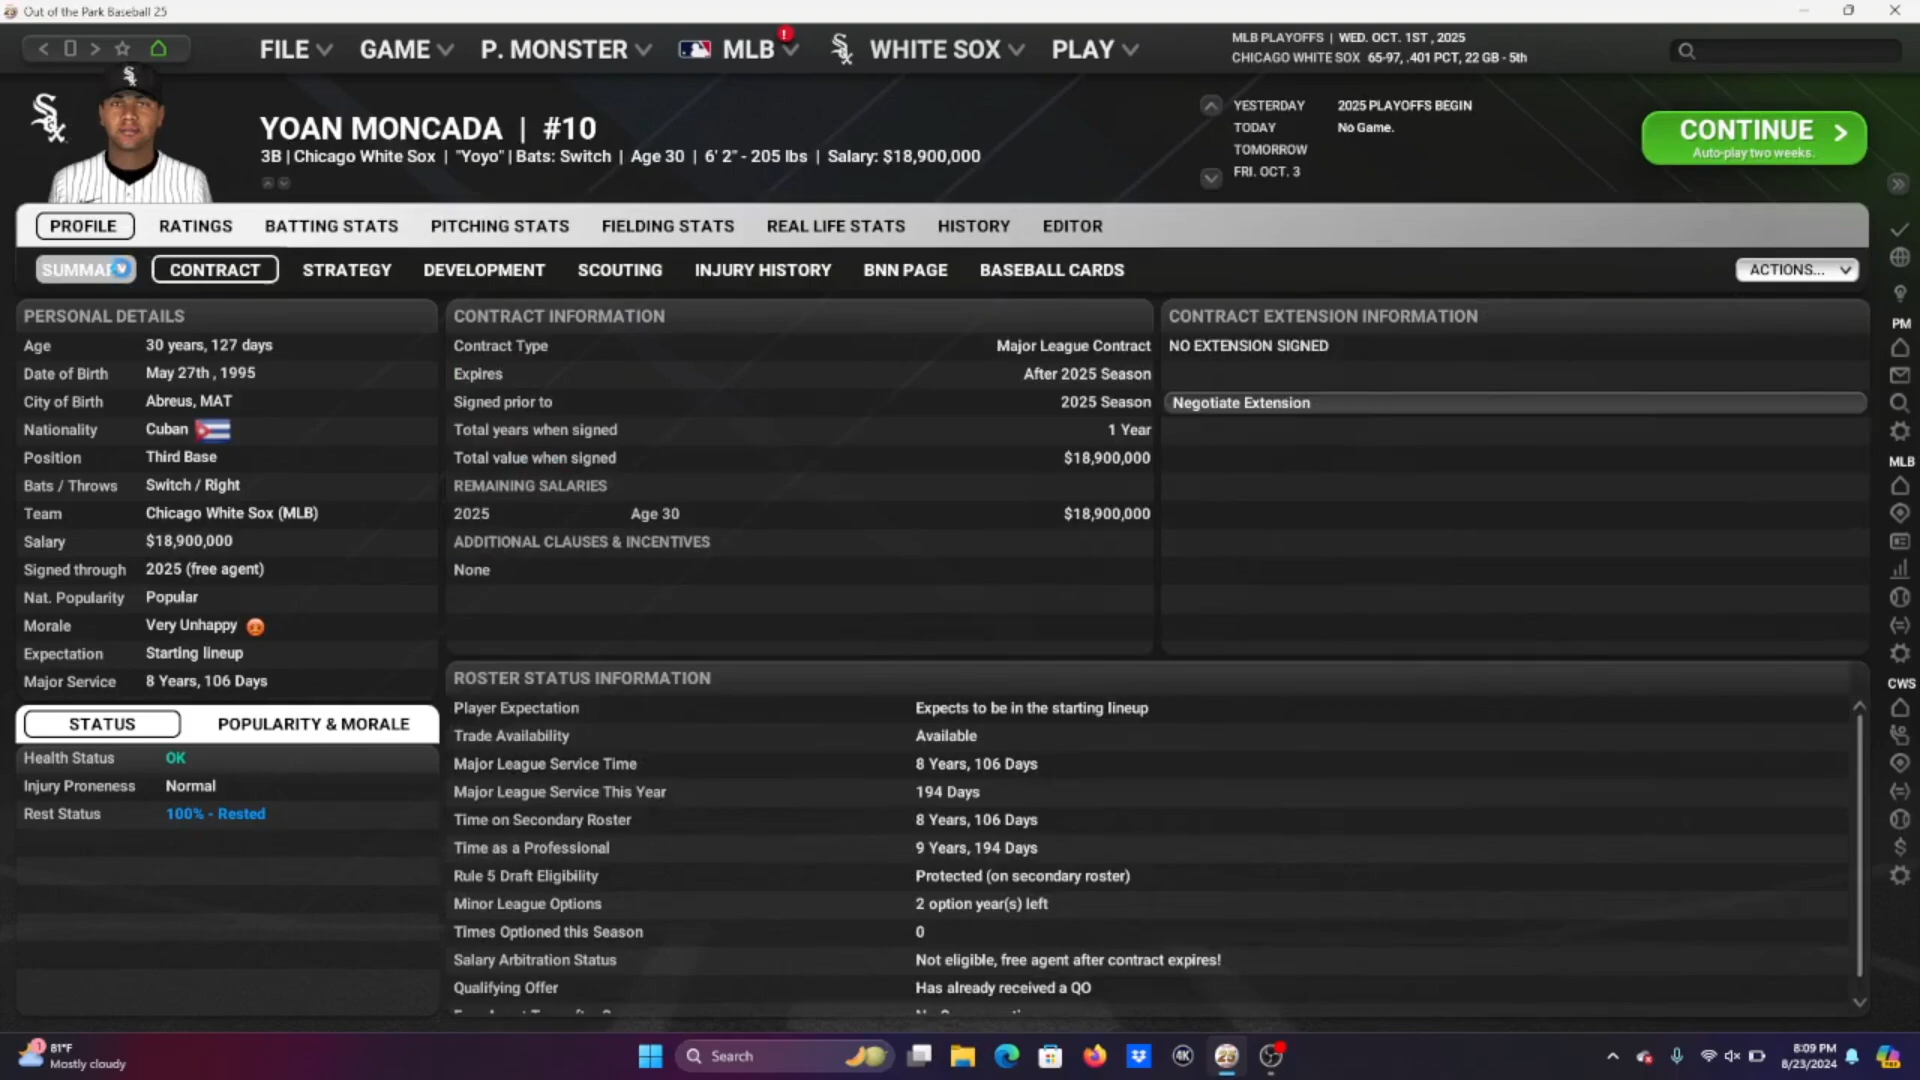 Out of the Park Baseball 25
FILE GAME P. MONSTER MLB WHITE SOX PLAY
MLB PLAYOFFS | WED. OCT. 1ST , 2025
CHICAGO WHITE SOX 65-97, .401 PCT, 22 GB - 5th
YOAN MONCADA | #10
3B | Chicago White Sox | "Yoyo" | Bats: Switch | Age 30 | 6' 2" - 205 lbs | Salary: $18,900,000
YESTERDAY 2025 PLAYOFFS BEGIN
TODAY No Game.
TOMORROW
FRI. OCT. 3
CONTINUE
Auto-play two weeks.
PROFILE RATINGS BATTING STATS PITCHING STATS FIELDING STATS REAL LIFE STATS HISTORY EDITOR
CONTRACT STRATEGY DEVELOPMENT SCOUTING INJURY HISTORY BNN PAGE BASEBALL CARDS ACTIONS...
PERSONAL DETAILS
Age 30 years, 127 days
Date of Birth May 27th , 1995
City of Birth Abreus, MAT
Nationality Cuban
Position Third Base
Bats / Throws Switch / Right
Team Chicago White Sox (MLB)
Salary $18,900,000
Signed through 2025 (free agent)
Nat. Popularity Popular
Morale Very Unhappy
Expectation Starting lineup
Major Service 8 Years, 106 Days
STATUS POPULARITY & MORALE
Health Status OK
Injury Proneness Normal
Rest Status 100% - Rested
CONTRACT INFORMATION
Contract Type Major League Contract
Expires After 2025 Season
Signed prior to 2025 Season
Total years when signed 1 Year
Total value when signed $18,900,000
REMAINING SALARIES
2025 Age 30 $18,900,000
ADDITIONAL CLAUSES & INCENTIVES
None
CONTRACT EXTENSION INFORMATION
NO EXTENSION SIGNED
Negotiate Extension
ROSTER STATUS INFORMATION
Player Expectation Expects to be in the starting lineup
Trade Availability Available
Major League Service Time 8 Years, 106 Days
Major League Service This Year 194 Days
Time on Secondary Roster 8 Years, 106 Days
Time as a Professional 9 Years, 194 Days
Rule 5 Draft Eligibility Protected (on secondary roster)
Minor League Options 2 option year(s) left
Times Optioned this Season 0
Salary Arbitration Status Not eligible, free agent after contract expires!
Qualifying Offer Has already received a QO
PM
MLB
CWS
81°F
Mostly cloudy
Search
4K
8:09 PM
8/23/2024